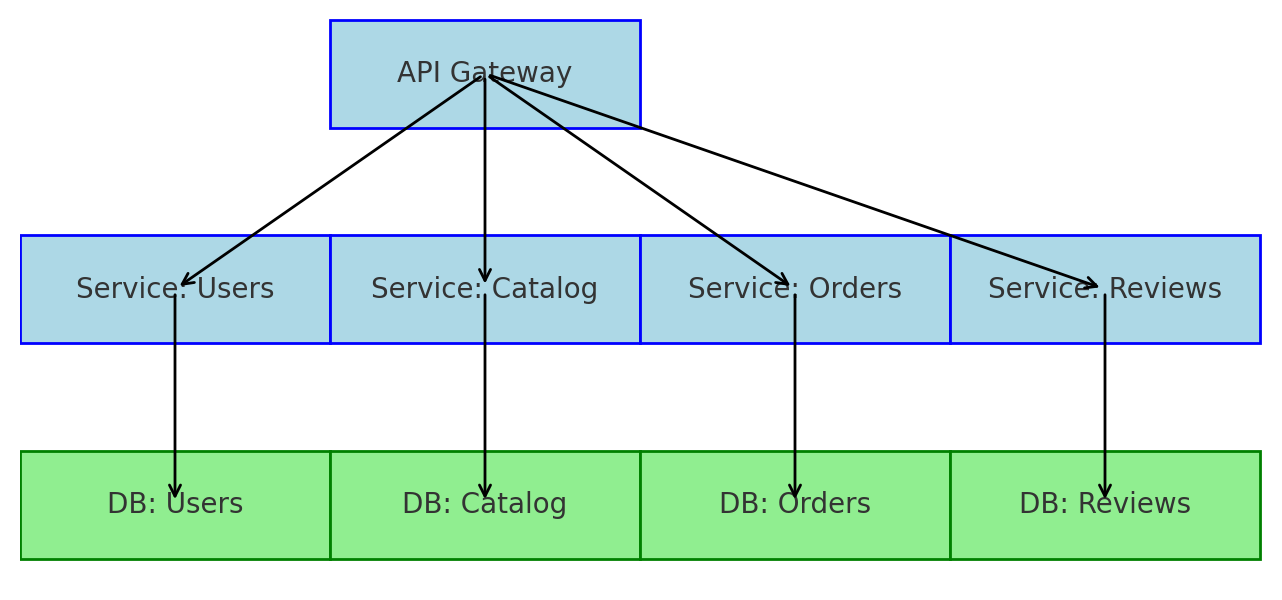 API Gateway
Service: Users
Service: Catalog
Service: Orders
Service: Reviews
DB: Users
DB: Catalog
DB: Orders
DB: Reviews